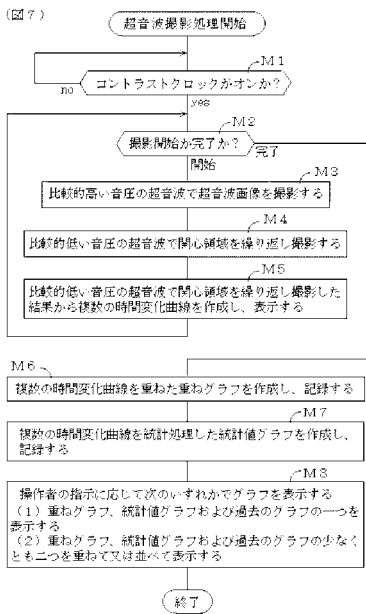 (図7)
超音波撮影処理開始
M1
コントラストクロックがオンか?
no
yes
M2
撮影開始か完了か?
完了
開始
M3
比較的高い音圧の超音波で超音波画像を撮影する
M4
比較的低い音圧の超音波で関心領域を繰り返し撮影する
M5
比較的低い音圧の超音波で関心領域を繰り返し撮影した
結果から複数の時間変化曲線を作成し、表示する
M6
複数の時間変化曲線を重ねた重ねグラフを作成し、記録する
M7
複数の時間変化曲線を統計処理した統計値グラフを作成し、
記録する
M8
操作者の指示に応じて次のいずれかでグラフを表示する
(1)重ねグラフ、統計値グラフおよび過去のグラフの一つを
表示する
(2)重ねグラフ、統計値グラフおよび過去のグラフの少なく
とも二つを重ねて又は並べて表示する
終了